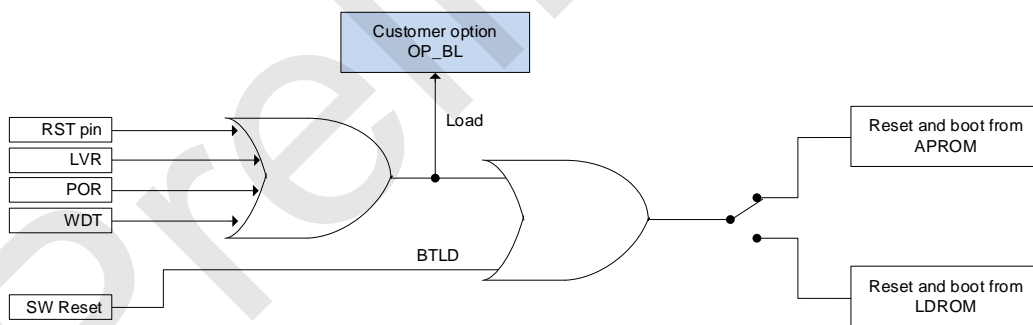 Customer option
OP_BL
Load
RST pin
LVR
POR
WDT
BTLD
SW Reset
Reset and boot from
APROM
Reset and boot from
LDROM